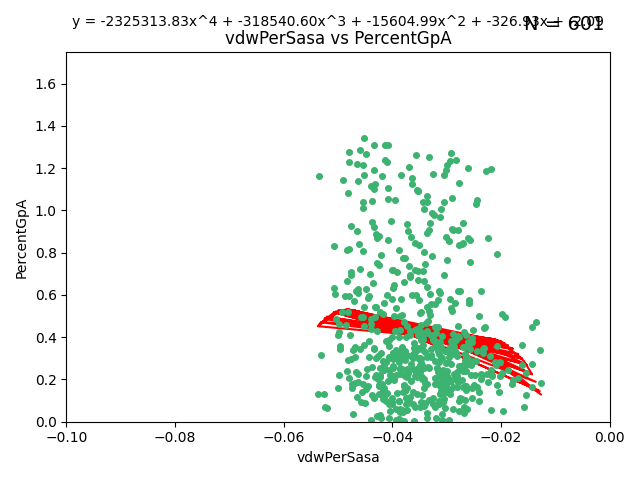 y = -2325313.83x^4 + -318540.60x^3 + -15604.99x^2 + -326.93x + -2.09
N = 601
vdwPerSasa vs PercentGpA
1.6
1.4
1.2
1.0
0.8
0.6
0.4
0.2
0.0
PercentGpA
−0.10 −0.08 −0.06 −0.04 −0.02 0.00
vdwPerSasa